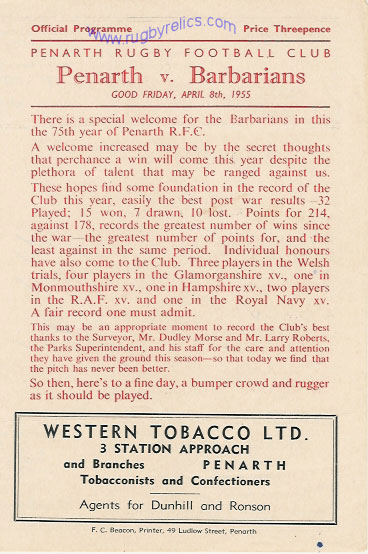 Official Programme Price Threepence
www.rugbyrelics.com
PENARTH RUGBY FOOTBALL CLUB
Penarth v. Barbarians
GOOD FRIDAY, APRIL 8th, 1955
There is a special welcome for the Barbarians in this
the 75th year of Penarth R.F.C.
A welcome increased may be by the secret thoughts
that perchance a win will come this year despite the
plethora of talent that may be ranged against us.
These hopes find some foundation in the record of the
Club this year, easily the best post war results—32
Played; 15 won, 7 drawn, 10 lost. Points for 214,
against 178, records the greatest number of wins since
the war—the greatest number of points for, and the
least against in the same period. Individual honours
have also come to the Club. Three players in the Welsh
trials, four players in the Glamorganshire xv., one in
Monmouthshire xv., one in Hampshire xv., two players
in the R.A.F. xv. and one in the Royal Navy xv.
A fair record one must admit.
This may be an appropriate moment to record the Club's best
thanks to the Surveyor, Mr. Dudley Morse and Mr. Larry Roberts,
the Parks Superintendent, and his staff for the care and attention
they have given the ground this season—so that today we find that
the pitch has never been better.
So then, here's to a fine day, a bumper crowd and rugger
as it should be played.
WESTERN TOBACCO LTD.
3 STATION APPROACH
and Branches PENARTH
Tobacconists and Confectioners
Agents for Dunhill and Ronson
F. C. Beacon, Printer, 49 Ludlow Street, Penarth